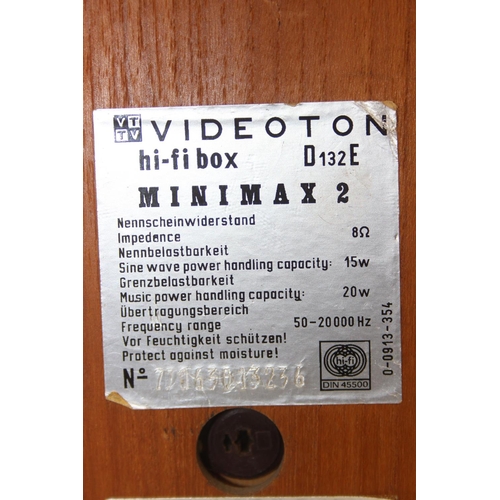 VT TV VIDEOTON
hi-fi box D132E
MINIMAX 2
Nennscheinwiderstand
Impedance 8Ω
Nennbelastbarkeit
Sine wave power handling capacity: 15w
Grenzbelastbarkeit
Music power handling capacity: 20w
Übertragungsbereich
Frequency range 50-20000 Hz
Vor Feuchtigkeit schützen!
Protect against moisture!
hi-fi
DIN 45500
Nº
0-0913-354